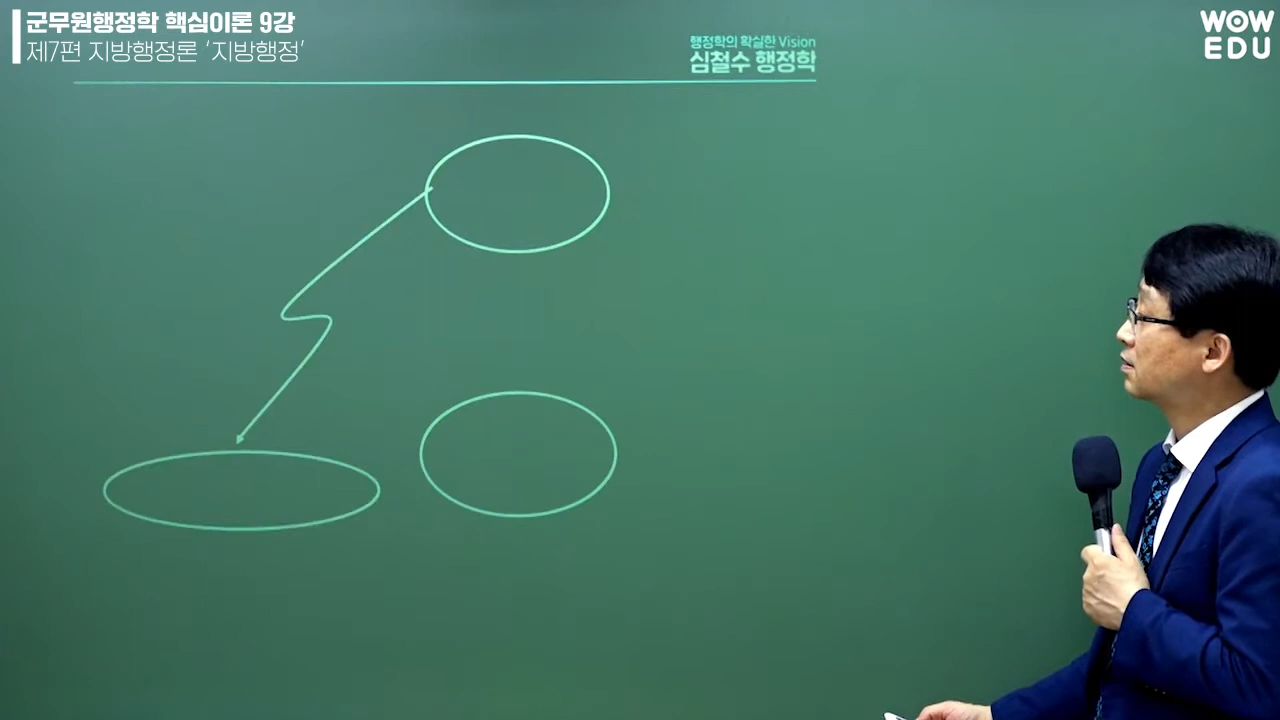 군무원행정학 핵심이론 9강
제7편 지방행정론 ‘지방행정’
행정학의 확실한 Vision
심철수 행정학
WOW
EDU